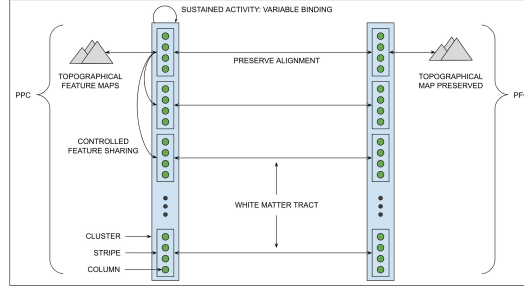 SUSTAINED ACTIVITY: VARIABLE BINDING
PRESERVE ALIGNMENT
TOPOGRAPHICAL
FEATURE MAPS
TOPOGRAPHICAL
MAP PRESERVED
PPC
PF
CONTROLLED
FEATURE SHARING
WHITE MATTER TRACT
CLUSTER
STRIPE
COLUMN